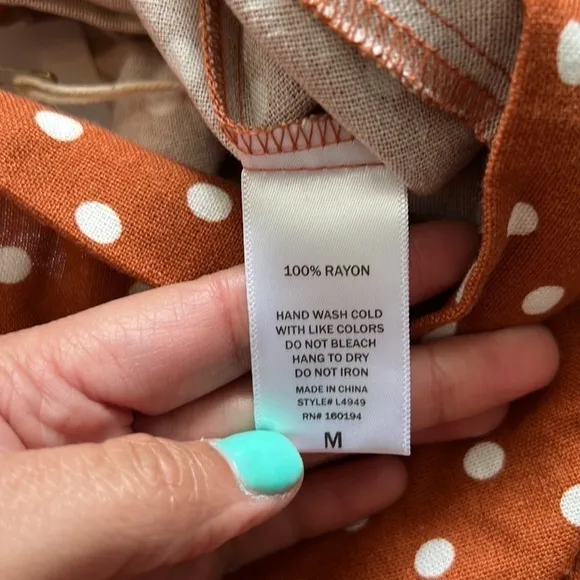 100% RAYON
HAND WASH COLD
WITH LIKE COLORS
DO NOT BLEACH
HANG TO DRY
DO NOT IRON
MADE IN CHINA
STYLE# L4949
RN# 160194
M